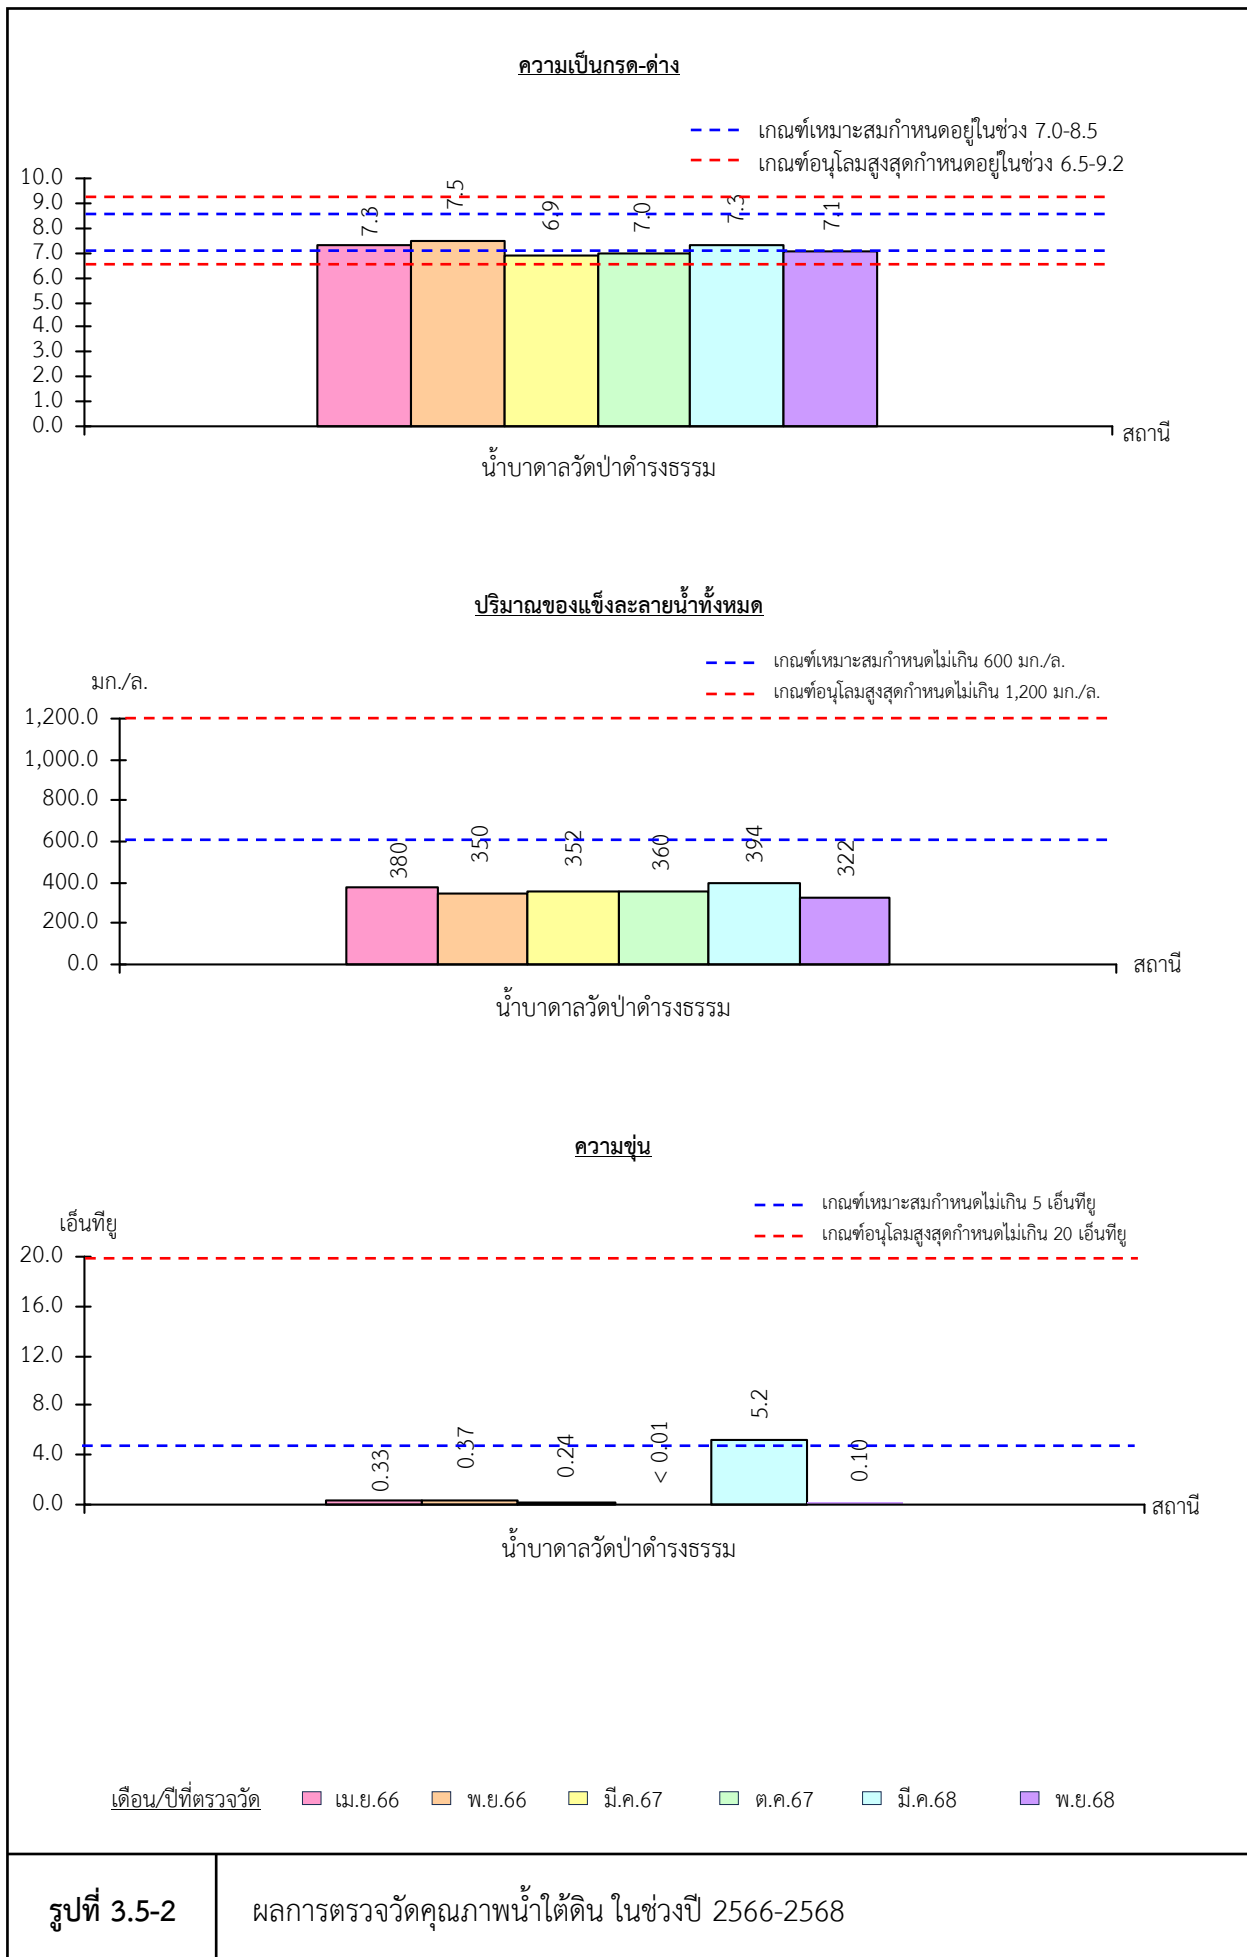 ความเป็นกรด-ด่าง
เกณฑ์เหมาะสมกำหนดอยู่ในช่วง 7.0-8.5
เกณฑ์อนุโลมสูงสุดกำหนดอยู่ในช่วง 6.5-9.2
10.0
9.0
8.0
7.0
6.0
5.0
4.0
3.0
2.0
1.0
0.0
7.3
7.5
6.9
7.0
7.3
7.1
สถานี
น้ำบาดาลวัดป่าดำรงธรรม
ปริมาณของแข็งละลายน้ำทั้งหมด
เกณฑ์เหมาะสมกำหนดไม่เกิน 600 มก./ล.
เกณฑ์อนุโลมสูงสุดกำหนดไม่เกิน 1,200 มก./ล.
มก./ล.
1,200.0
1,000.0
800.0
600.0
400.0
200.0
0.0
380
350
352
360
394
322
สถานี
น้ำบาดาลวัดป่าดำรงธรรม
ความขุ่น
เกณฑ์เหมาะสมกำหนดไม่เกิน 5 เอ็นทียู
เกณฑ์อนุโลมสูงสุดกำหนดไม่เกิน 20 เอ็นทียู
เอ็นทียู
20.0
16.0
12.0
8.0
4.0
0.0
0.33
0.37
0.24
< 0.01
5.2
0.10
สถานี
น้ำบาดาลวัดป่าดำรงธรรม
เดือน/ปีที่ตรวจวัด เม.ย.66 พ.ย.66 มี.ค.67 ต.ค.67 มี.ค.68 พ.ย.68
รูปที่ 3.5-2 ผลการตรวจวัดคุณภาพน้ำใต้ดิน ในช่วงปี 2566-2568